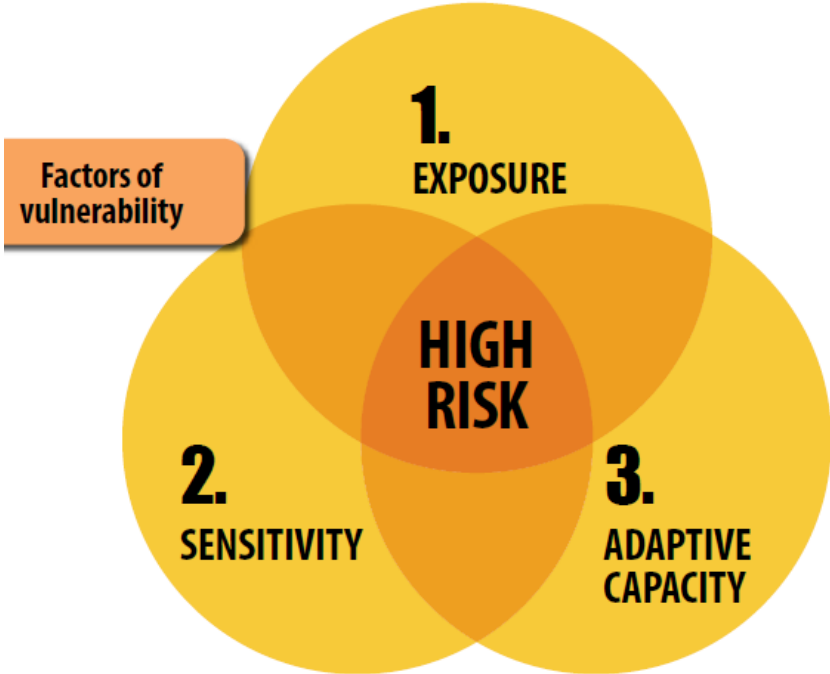 Factors of
vulnerability
1.
EXPOSURE
HIGH
RISK
2.
SENSITIVITY
3.
ADAPTIVE
CAPACITY